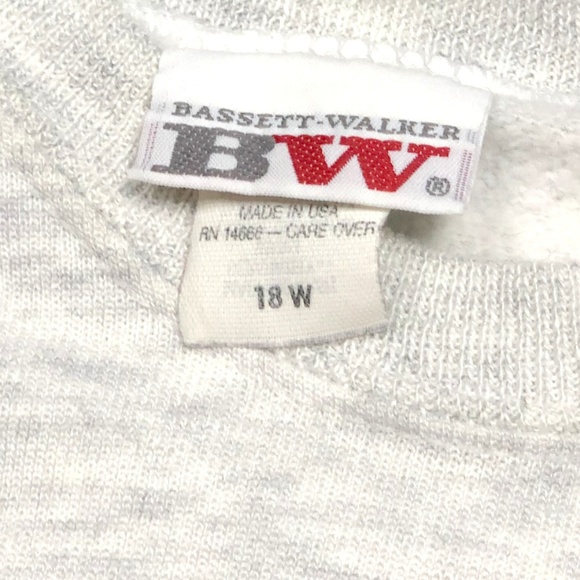 BASSETT-WALKER
BW®
MADE IN USA
RN 14666 — CARE OVER
18 W